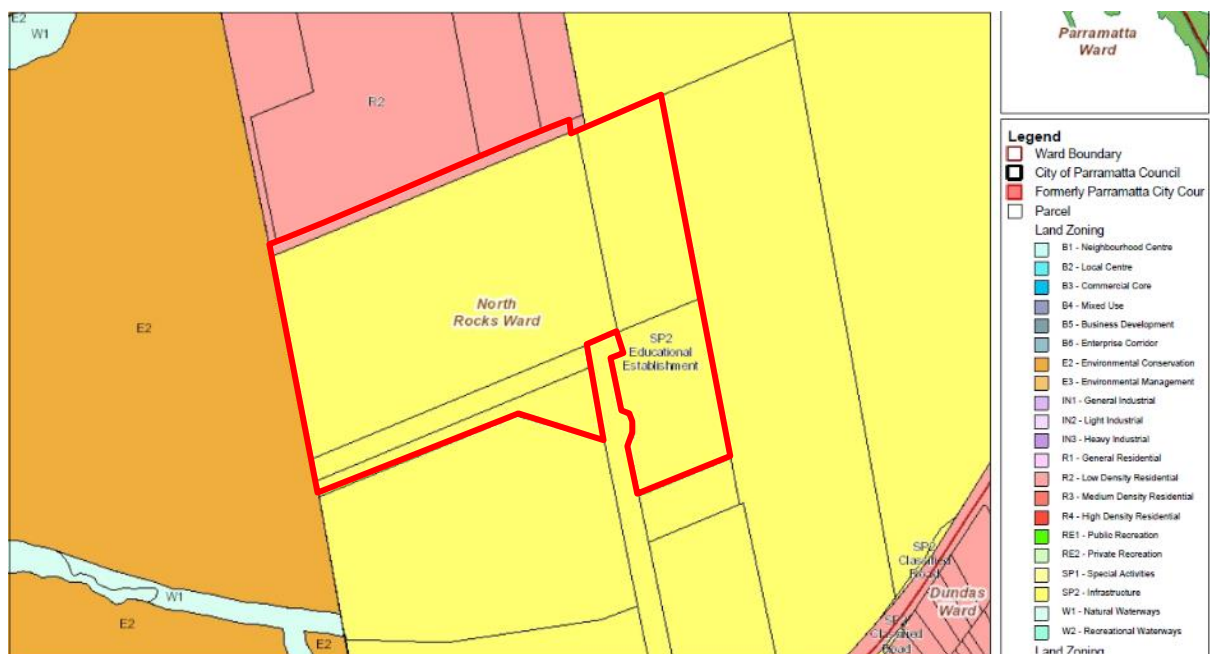 E2
W1
R2
E2
North
Rocks Ward
SP2
Educational
Establishment
W1
E2
E2
SP2
Classified
Road
Dundas
Ward
Classified
Road
Parramatta
Ward
Legend
Ward Boundary
City of Parramatta Council
Formerly Parramatta City Cour
Parcel
Land Zoning
B1 - Neighbourhood Centre
B2 - Local Centre
B3 - Commercial Core
B4 - Mixed Use
B5 - Business Development
B6 - Enterprise Corridor
E2 - Environmental Conservation
E3 - Environmental Management
IN1 - General Industrial
IN2 - Light Industrial
IN3 - Heavy Industrial
R1 - General Residential
R2 - Low Density Residential
R3 - Medium Density Residential
R4 - High Density Residential
RE1 - Public Recreation
RE2 - Private Recreation
SP1 - Special Activities
SP2 - Infrastructure
W1 - Natural Waterways
W2 - Recreational Waterways
Land Zoning